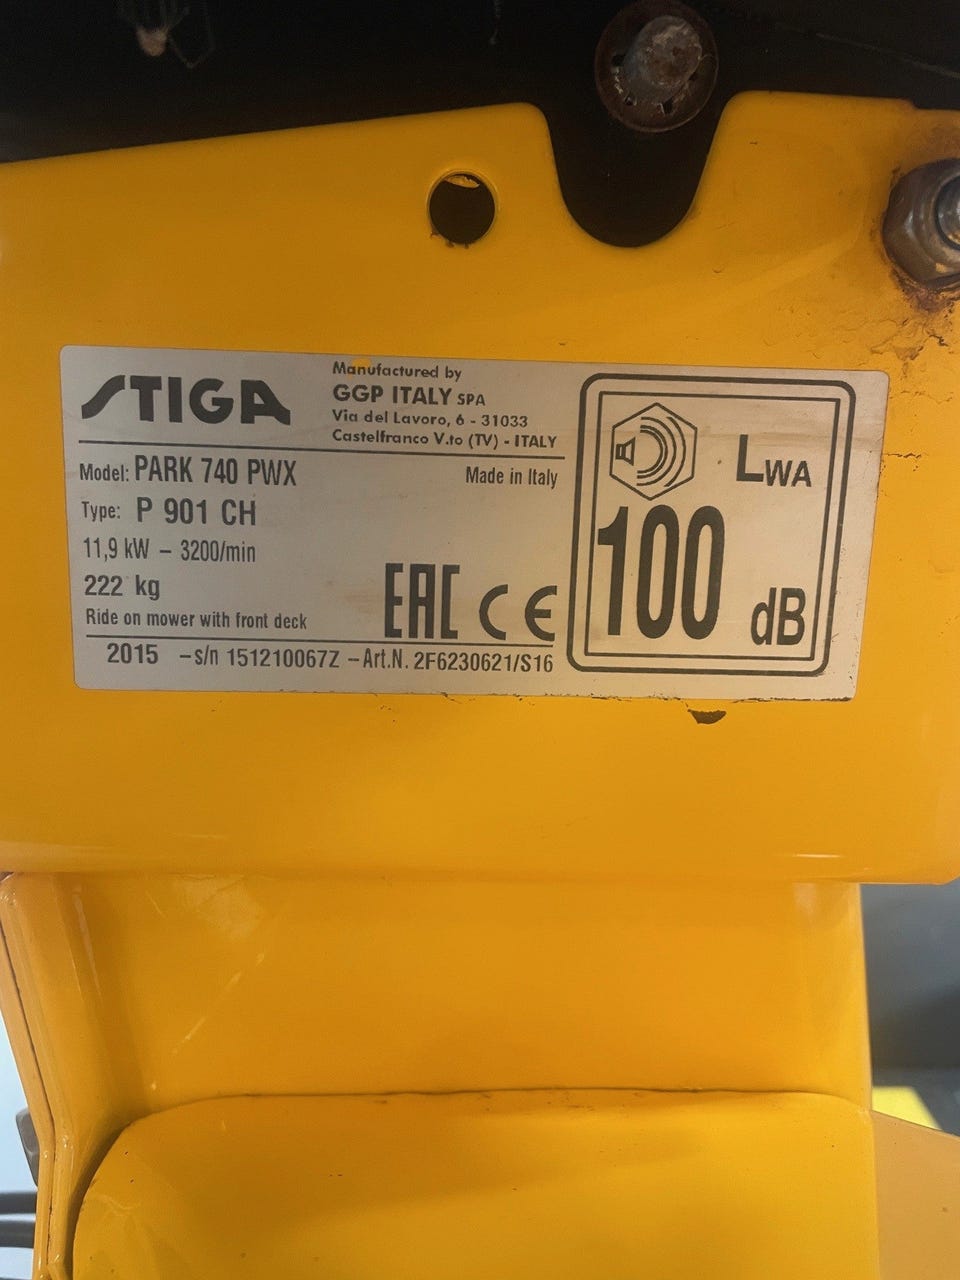 STIGA
Manufactured by
GGP ITALY SPA
Via del Lavoro, 6 - 31033
Castelfranco V.to (TV) - ITALY
Model: PARK 740 PWX
Made in Italy
Type: P 901 CH
11,9 kW – 3200/min
222 kg
Ride on mower with front deck
EAC CE
2015 –s/n 151210067Z –Art.N. 2F6230621/S16
LWA
100
dB